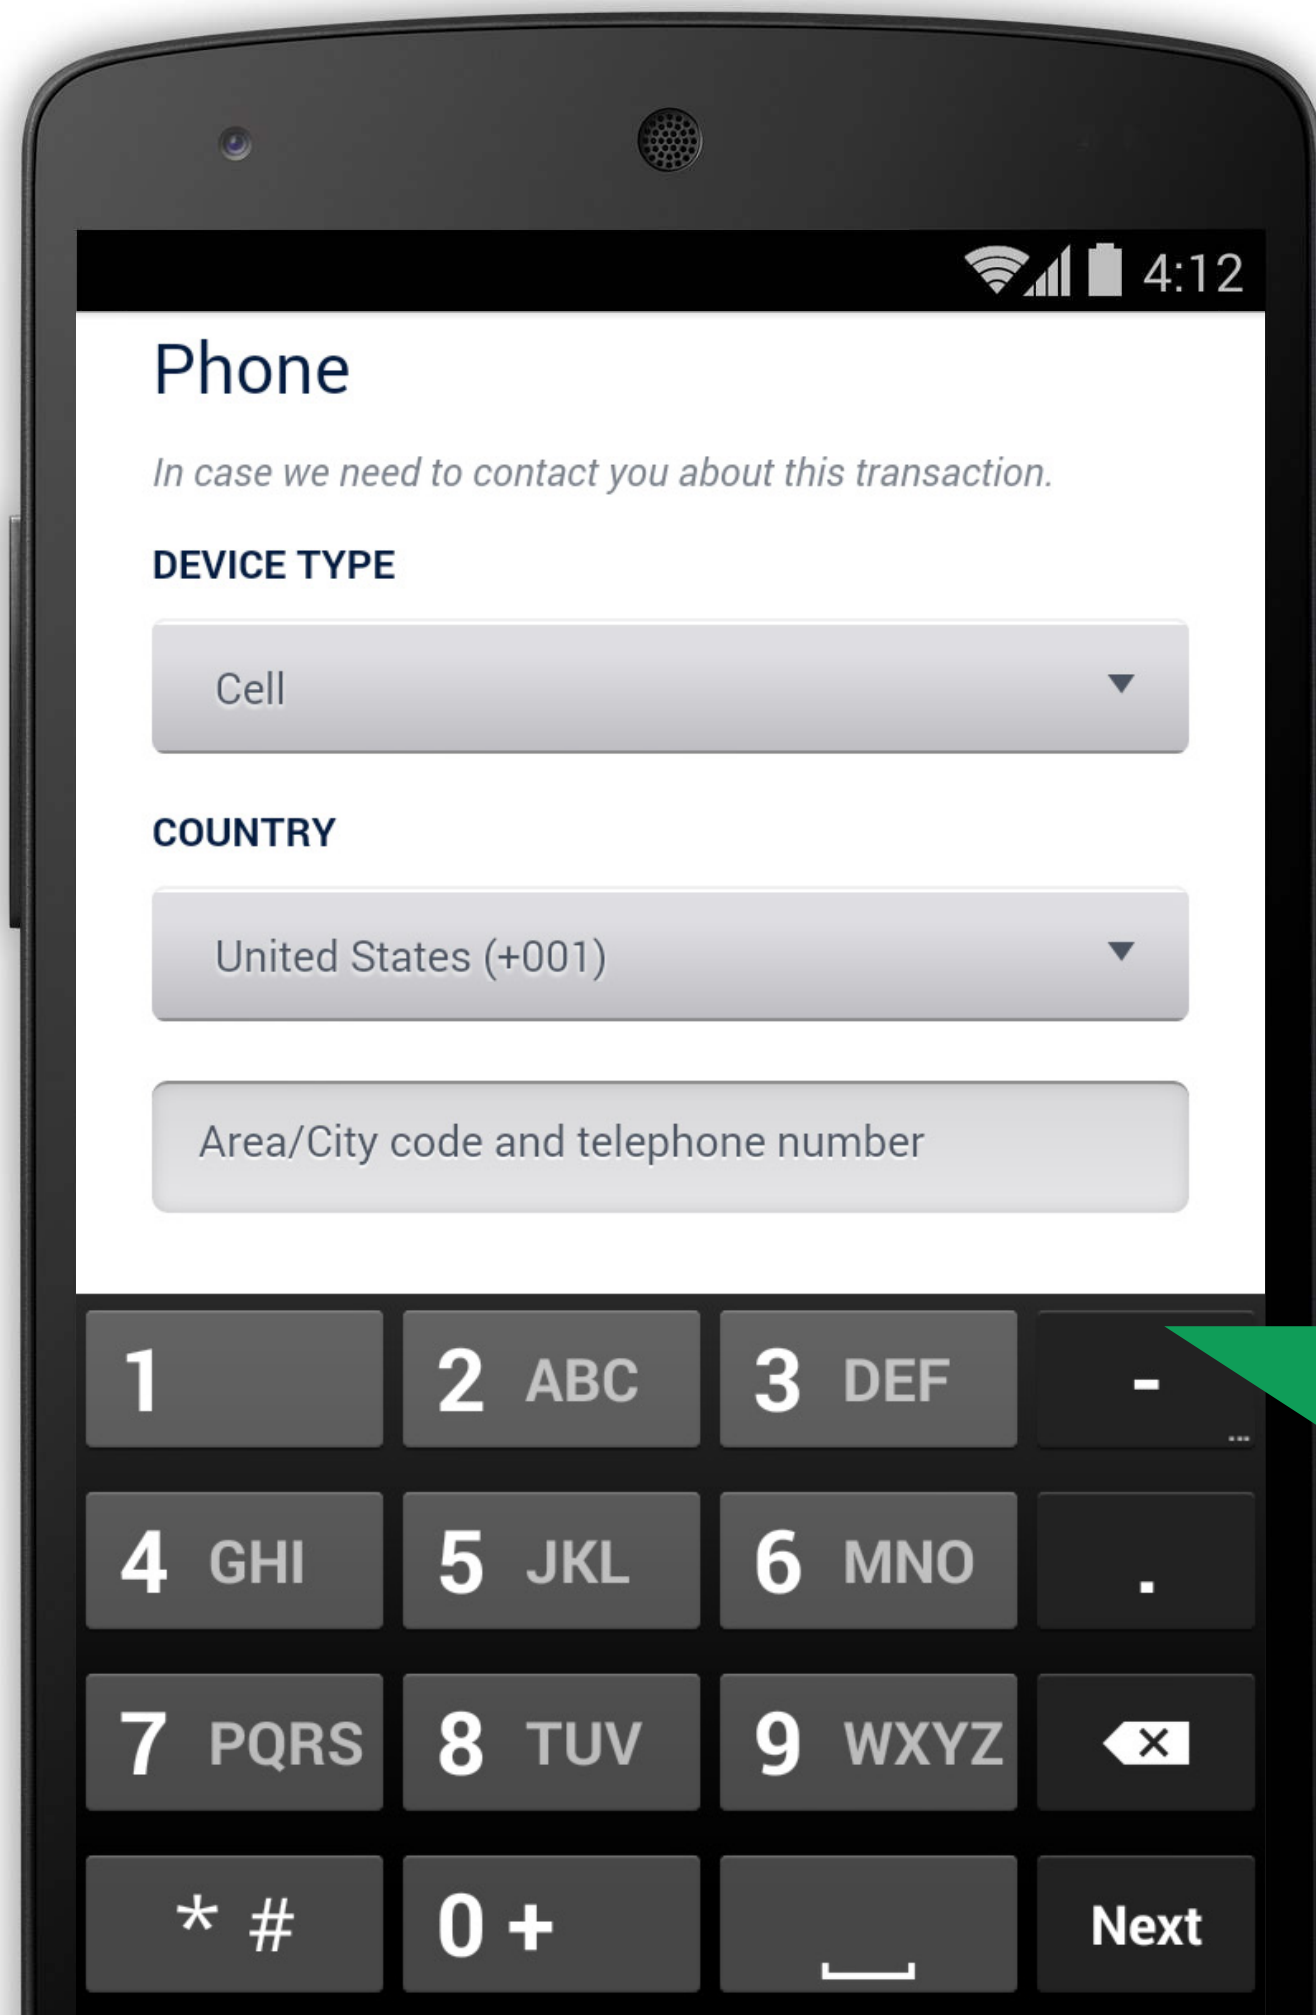 4:12
Phone
In case we need to contact you about this transaction.
DEVICE TYPE
Cell
COUNTRY
United States (+001)
Area/City code and telephone number
1 2 ABC 3 DEF -
...
4 GHI 5 JKL 6 MNO .
7 PQRS 8 TUV 9 WXYZ
* # 0 + Next